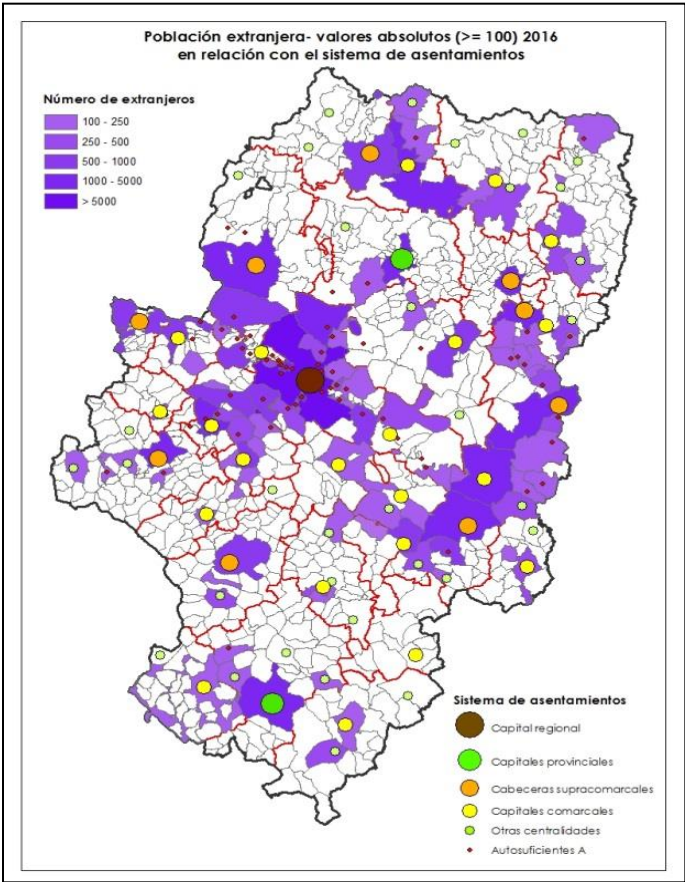 Población extranjera- valores absolutos (>= 100) 2016
en relación con el sistema de asentamientos
Número de extranjeros
100 - 250
250 - 500
500 - 1000
1000 - 5000
> 5000
Sistema de asentamientos
Capital regional
Capitales provinciales
Cabeceras supracomarcales
Capitales comarcales
Otras centralidades
Autosuficientes A